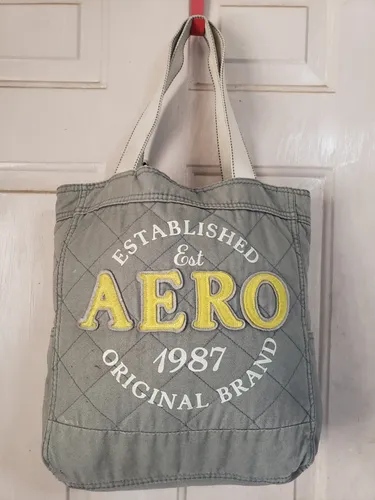 ESTABLISHED
Est
AERO
1987
ORIGINAL BRAND